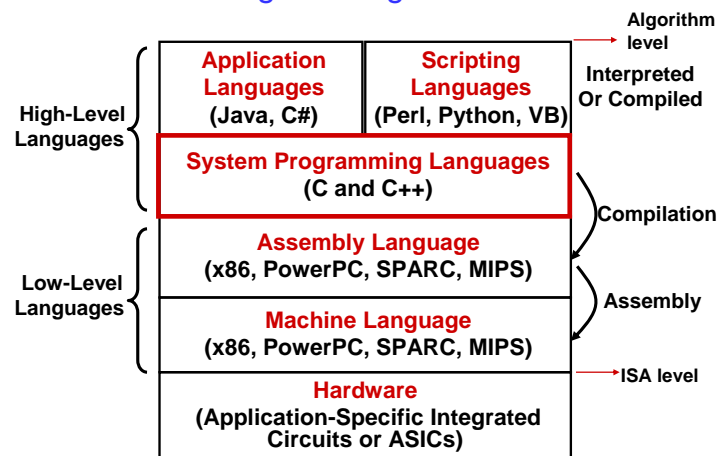 Algorithm
level
Application
Languages
(Java, C#)
Scripting
Languages
(Perl, Python, VB)
Interpreted
Or Compiled
High-Level
Languages
System Programming Languages
(C and C++)
Compilation
Assembly Language
(x86, PowerPC, SPARC, MIPS)
Low-Level
Languages
Assembly
Machine Language
(x86, PowerPC, SPARC, MIPS)
ISA level
Hardware
(Application-Specific Integrated
Circuits or ASICs)